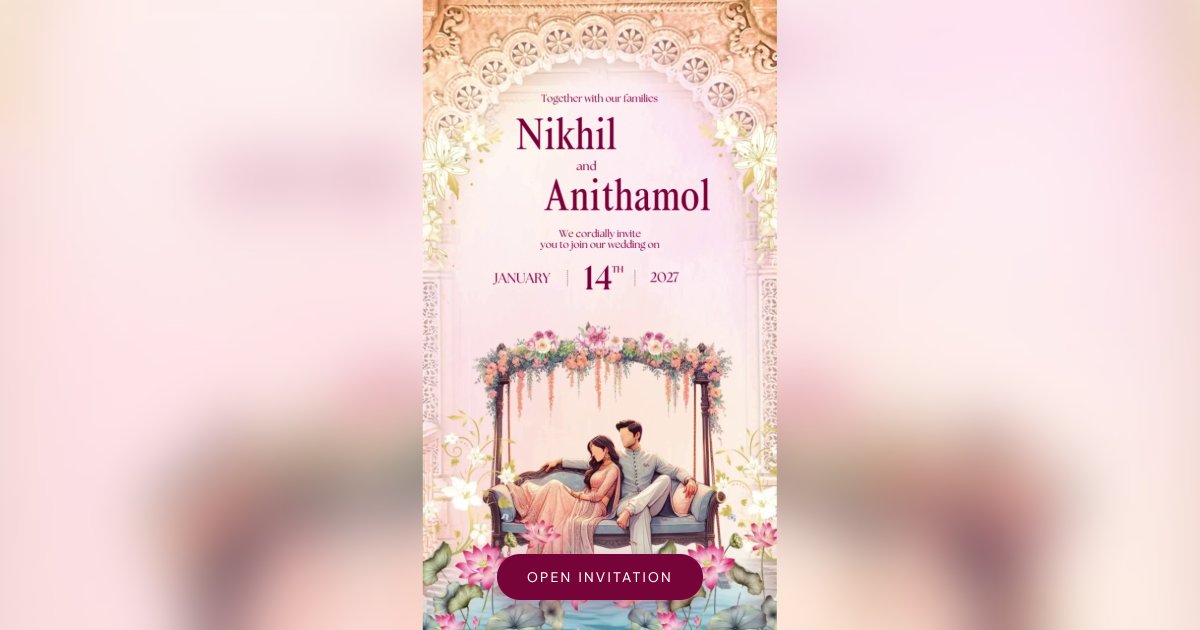 Together with our families
Nikhil
and
Anithamol
We cordially invite
you to join our wedding on
JANUARY 14TH 2027
OPEN INVITATION